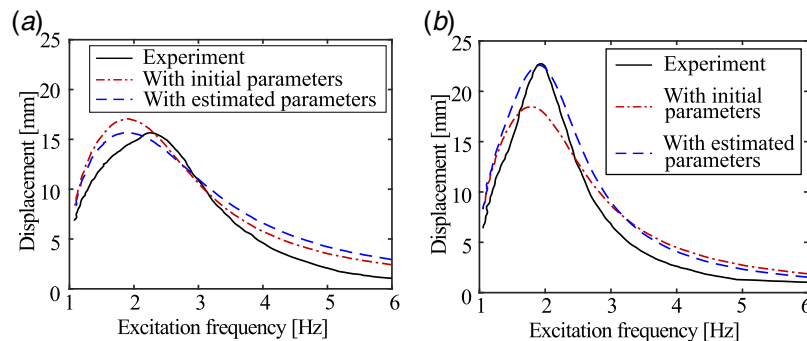 (a)
Displacement [mm]
25
20
15
10
5
0
Experiment
With initial parameters
With estimated parameters
1 2 3 4 5 6
Excitation frequency [Hz]
(b)
Displacement [mm]
25
20
15
10
5
0
Experiment
With initial
parameters
With estimated
parameters
1 2 3 4 5 6
Excitation frequency [Hz]